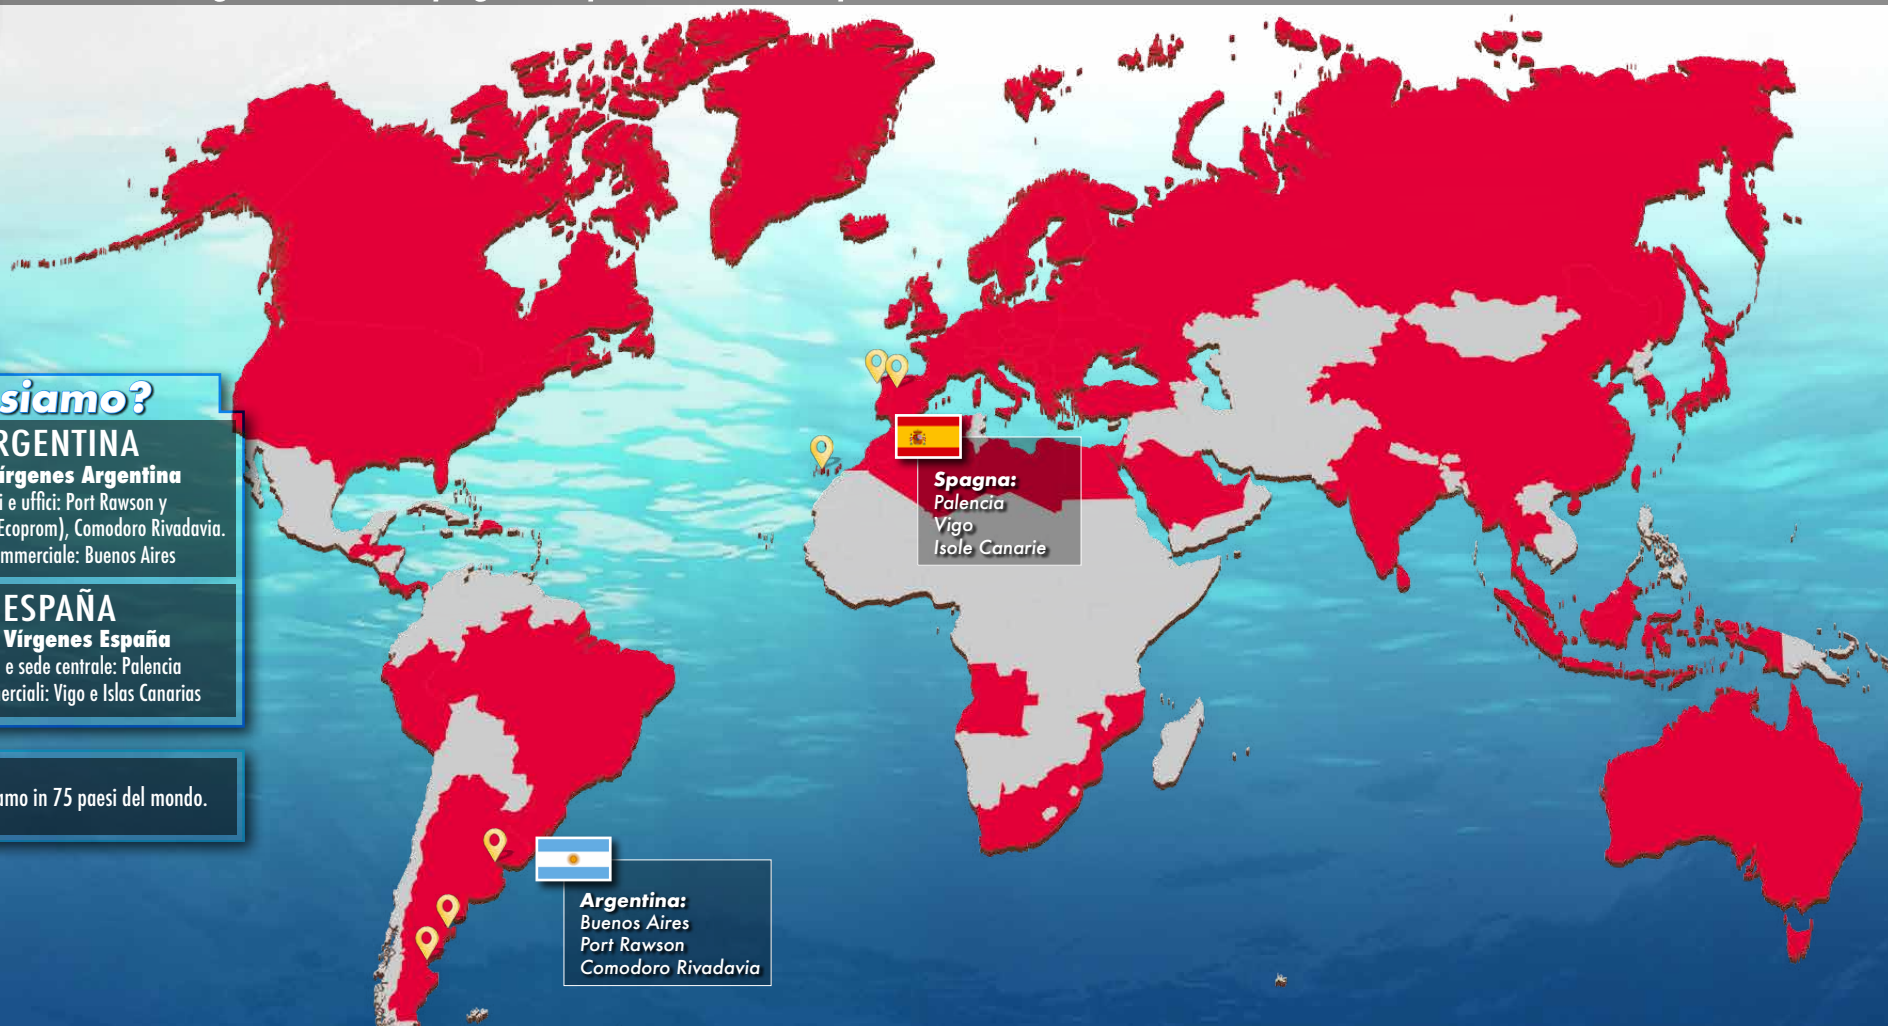 siamo?
RGENTINA
írgenes Argentina
i e uffici: Port Rawson y
Ecoprom), Comodoro Rivadavia.
mmerciale: Buenos Aires
ESPAÑA
Vírgenes España
e sede centrale: Palencia
erciali: Vigo e Islas Canarias
amo in 75 paesi del mondo.
Spagna:
Palencia
Vigo
Isole Canarie
Argentina:
Buenos Aires
Port Rawson
Comodoro Rivadavia